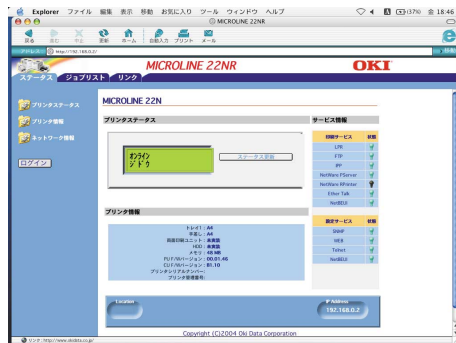 Explorer ファイル 編集 表示 移動 お気に入り ツール ウィンドウ ヘルプ (37%) 金 18:46
MICROLINE 22NR
戻る 進む 中止 更新 ホーム 自動入力 プリント メール
アドレス http://192.168.0.2/ 移動
MICROLINE 22NR OKI
ステータス ジョブリスト リンク
プリンタステータス
プリンタ情報
ネットワーク情報
ログイン
MICROLINE 22N
プリンタステータス
オンライン
ジドウ
ステータス更新
プリンタ情報
トレイ1: A4
手差し: A4
両面印刷ユニット: 未実装
HDD: 未実装
メモリ: 48 MB
PU F/Wバージョン: 00.01.46
CU F/Wバージョン: B1.10
プリンタシリアルナンバー:
プリンタ管理番号:
サービス情報
印刷サービス 状態
LPR
FTP
IPP
NetWare PServer
NetWare RPrinter
Ether Talk
NetBEUI
設定サービス 状態
SNMP
WEB
Telnet
NetBEUI
Location
IP Address
192.168.0.2
Copyright (C)2004 Oki Data Corporation
リンク: http://www.okidata.co.jp/